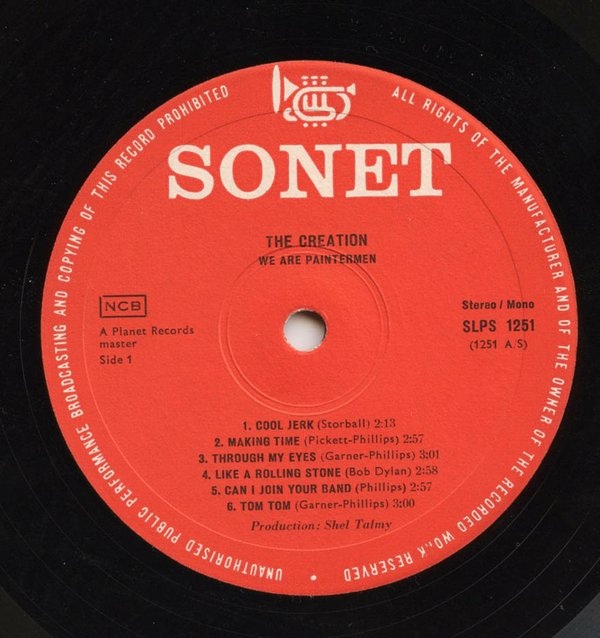 UNAUTHORISED PUBLIC PERFORMANCE BROADCASTING AND COPYING OF THIS RECORD PROHIBITED
ALL RIGHTS OF THE MANUFACTURER AND OF THE OWNER OF THE RECORDED WORK RESERVED
SONET
THE CREATION
WE ARE PAINTERMEN
NCB
A Planet Records
master
Side 1
Stereo / Mono
SLPS 1251
(1251 A/S)
1. COOL JERK (Storball) 2:13
2. MAKING TIME (Pickett-Phillips) 2:57
3. THROUGH MY EYES (Garner-Phillips) 3:01
4. LIKE A ROLLING STONE (Bob Dylan) 2:58
5. CAN I JOIN YOUR BAND (Phillips) 2:57
6. TOM TOM (Garner-Phillips) 3:00
Production: Shel Talmy